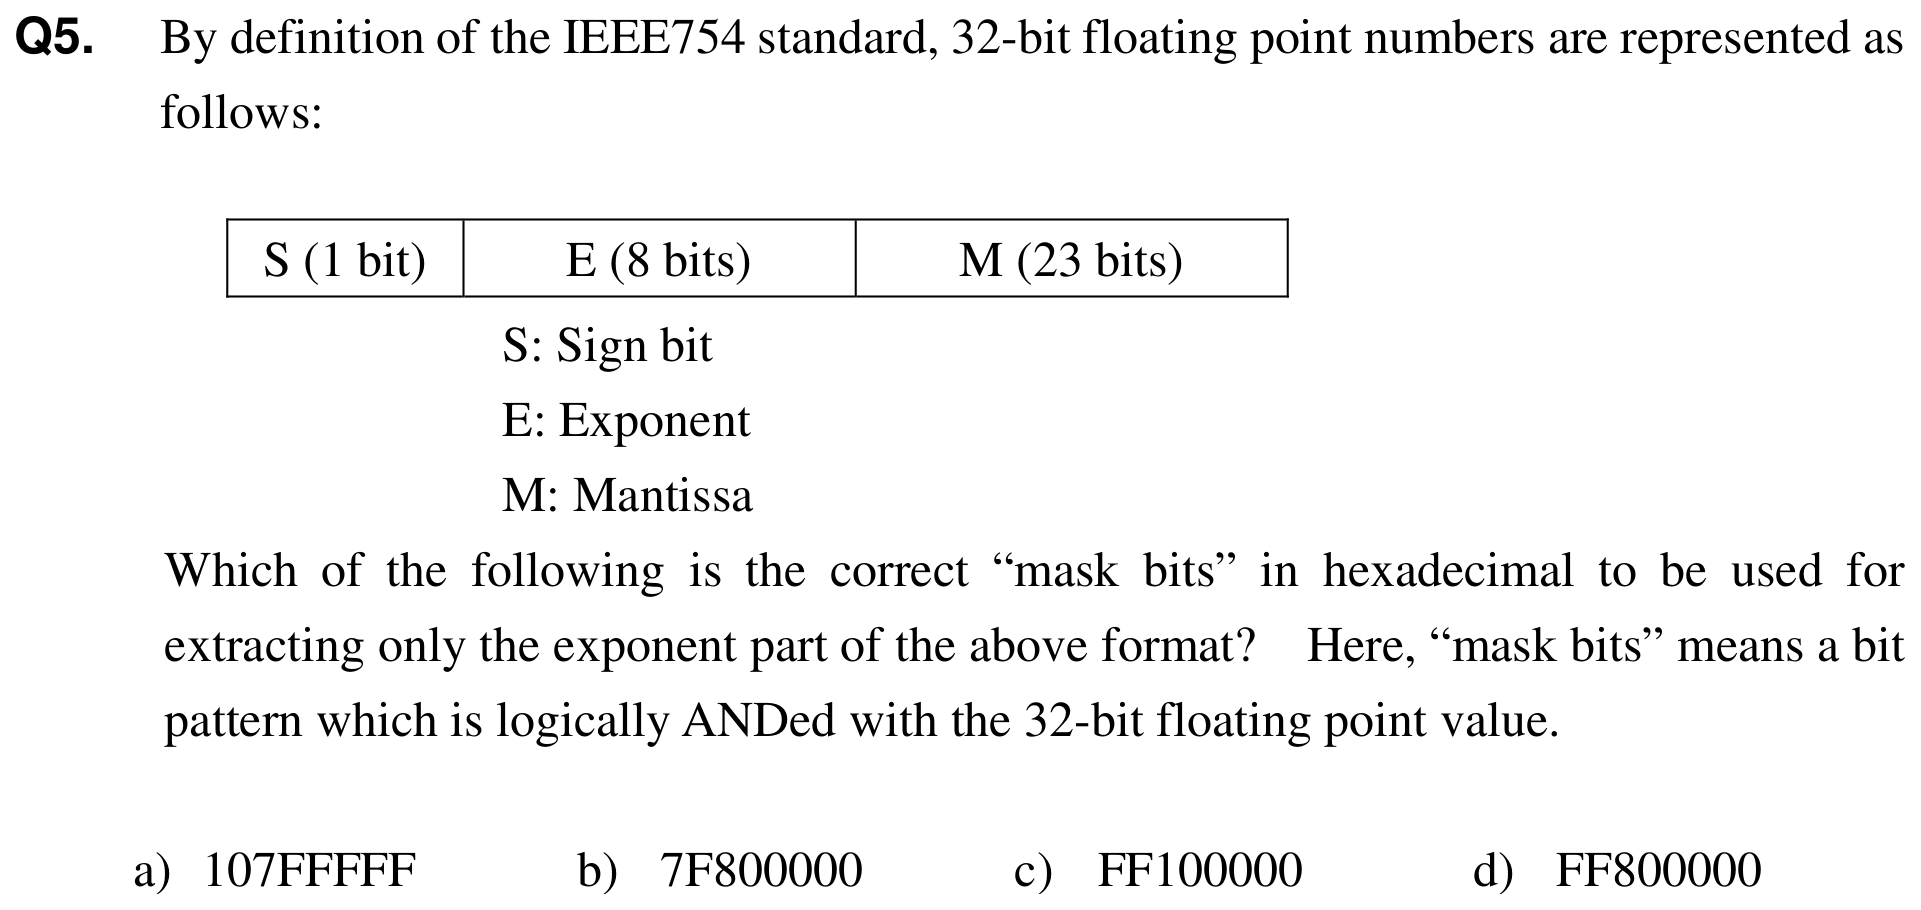 Q5. By definition of the IEEE754 standard, 32-bit floating point numbers are represented as
follows:
S (1 bit) E (8 bits) M (23 bits)
S: Sign bit
E: Exponent
M: Mantissa
Which of the following is the correct “mask bits” in hexadecimal to be used for
extracting only the exponent part of the above format? Here, “mask bits” means a bit
pattern which is logically ANDed with the 32-bit floating point value.
a) 107FFFFF b) 7F800000 c) FF100000 d) FF800000